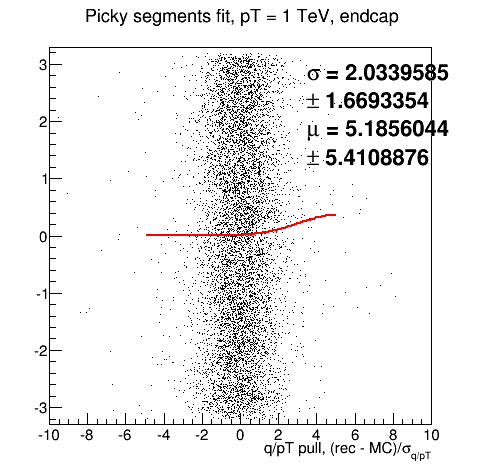 Picky segments fit, pT = 1 TeV, endcap
σ = 2.0339585
± 1.6693354
μ = 5.1856044
± 5.4108876
3
2
1
0
-1
-2
-3
-10 -8 -6 -4 -2 0 2 4 6 8 10
q/pT pull, (rec - MC)/σ_q/pT